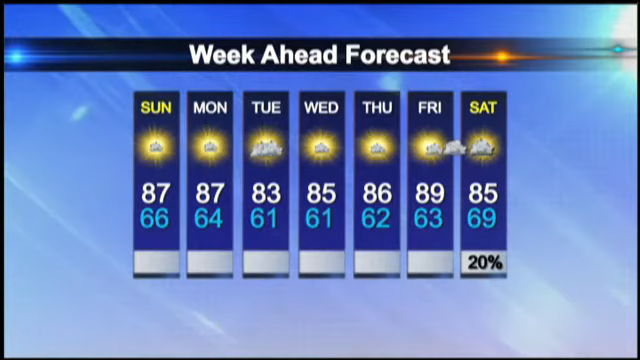 Week Ahead Forecast
SUN MON TUE WED THU FRI SAT
87 87 83 85 86 89 85
66 64 61 61 62 63 69
20%